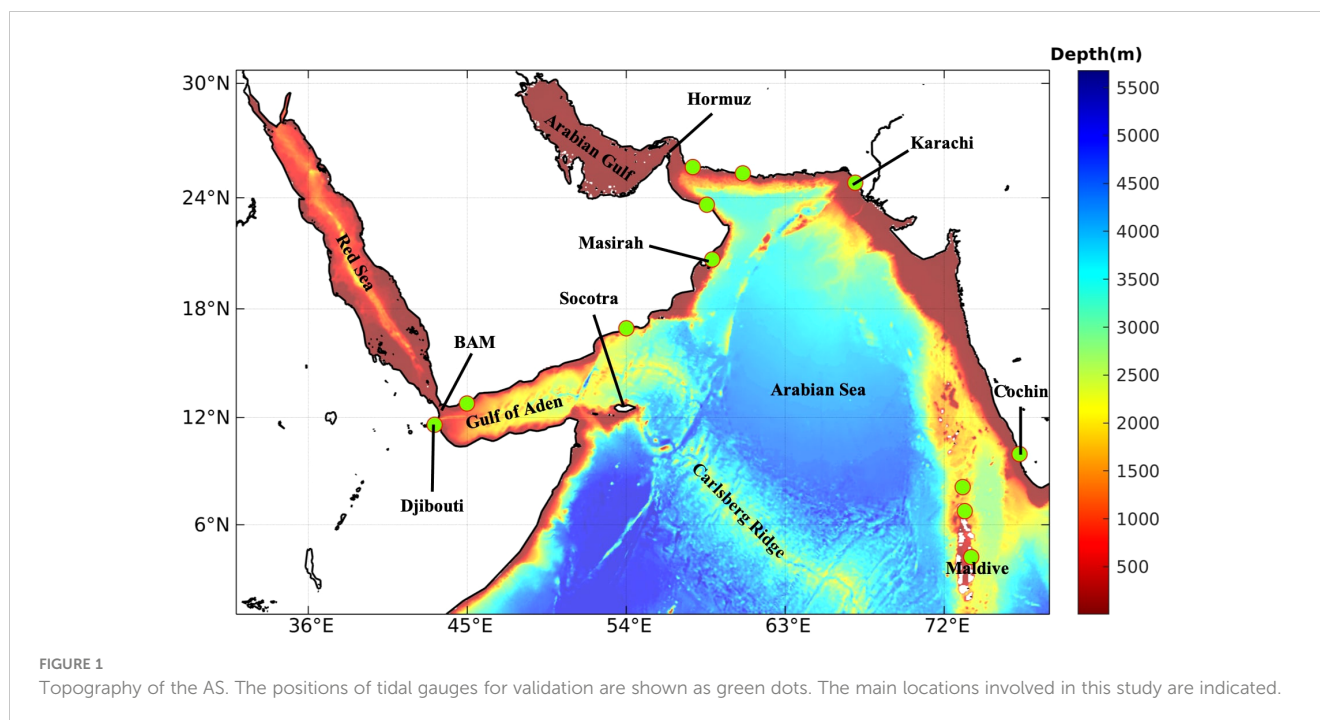 Depth(m)
30°N
24°N
18°N
12°N
6°N
36°E
45°E
54°E
63°E
72°E
5500
5000
4500
4000
3500
3000
2500
2000
1500
1000
500
Hormuz
Arabian Gulf
Karachi
Red Sea
Masirah
Socotra
BAM
Arabian Sea
Cochin
Gulf of Aden
Djibouti
Carlsberg Ridge
Maldive
FIGURE 1
Topography of the AS. The positions of tidal gauges for validation are shown as green dots. The main locations involved in this study are indicated.